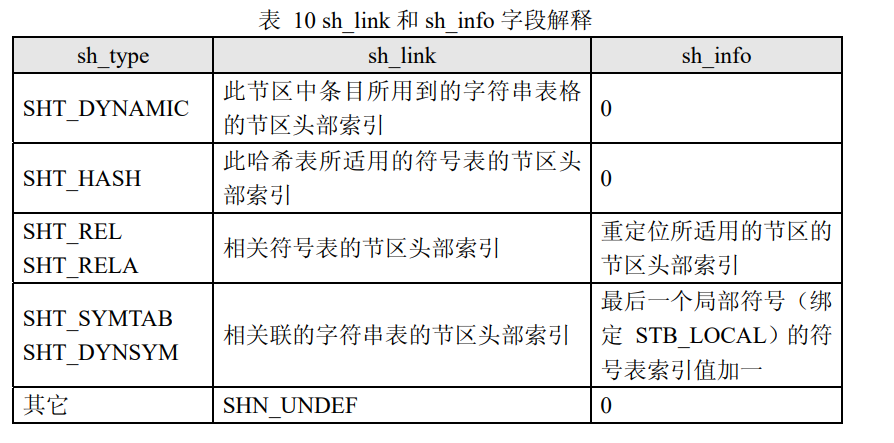 表 10 sh_link 和 sh_info 字段解释
sh_type sh_link sh_info
SHT_DYNAMIC 此节区中条目所用到的字符串表格的节区头部索引 0
SHT_HASH 此哈希表所适用的符号表的节区头部索引 0
SHT_REL
SHT_RELA 相关符号表的节区头部索引 重定位所适用的节区的节区头部索引
SHT_SYMTAB
SHT_DYNSYM 相关联的字符串表的节区头部索引 最后一个局部符号（绑定 STB_LOCAL）的符号表索引值加一
其它 SHN_UNDEF 0